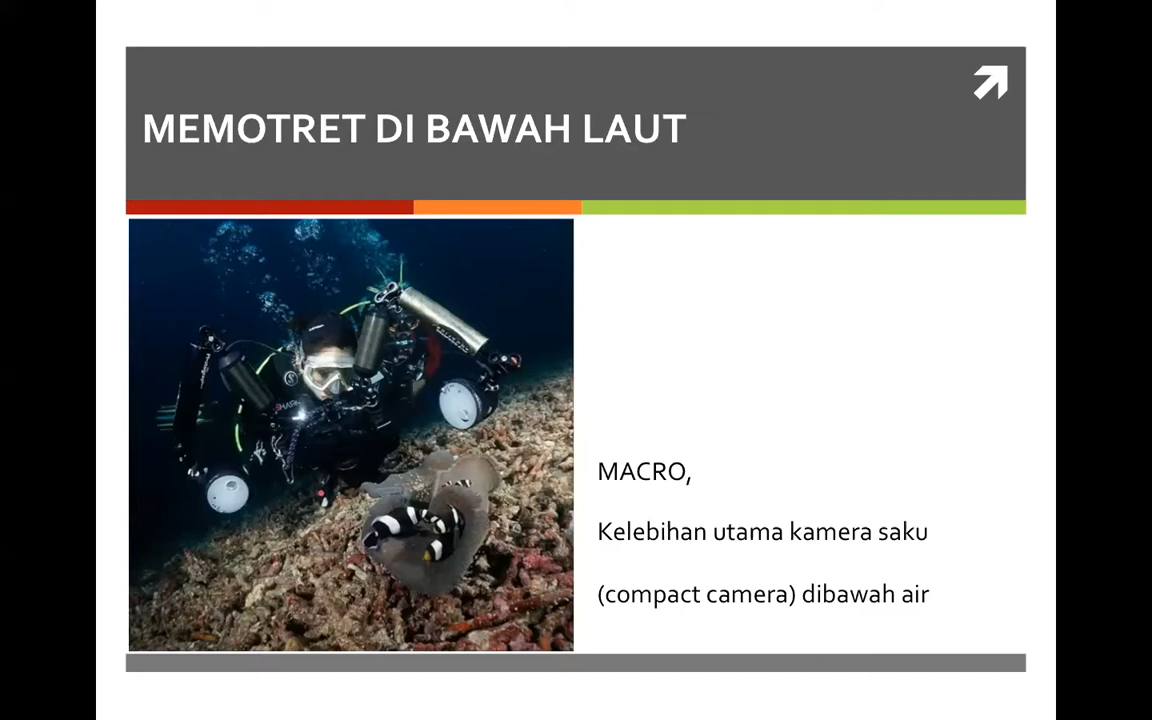 MEMOTRET DI BAWAH LAUT
MACRO,
Kelebihan utama kamera saku
(compact camera) dibawah air